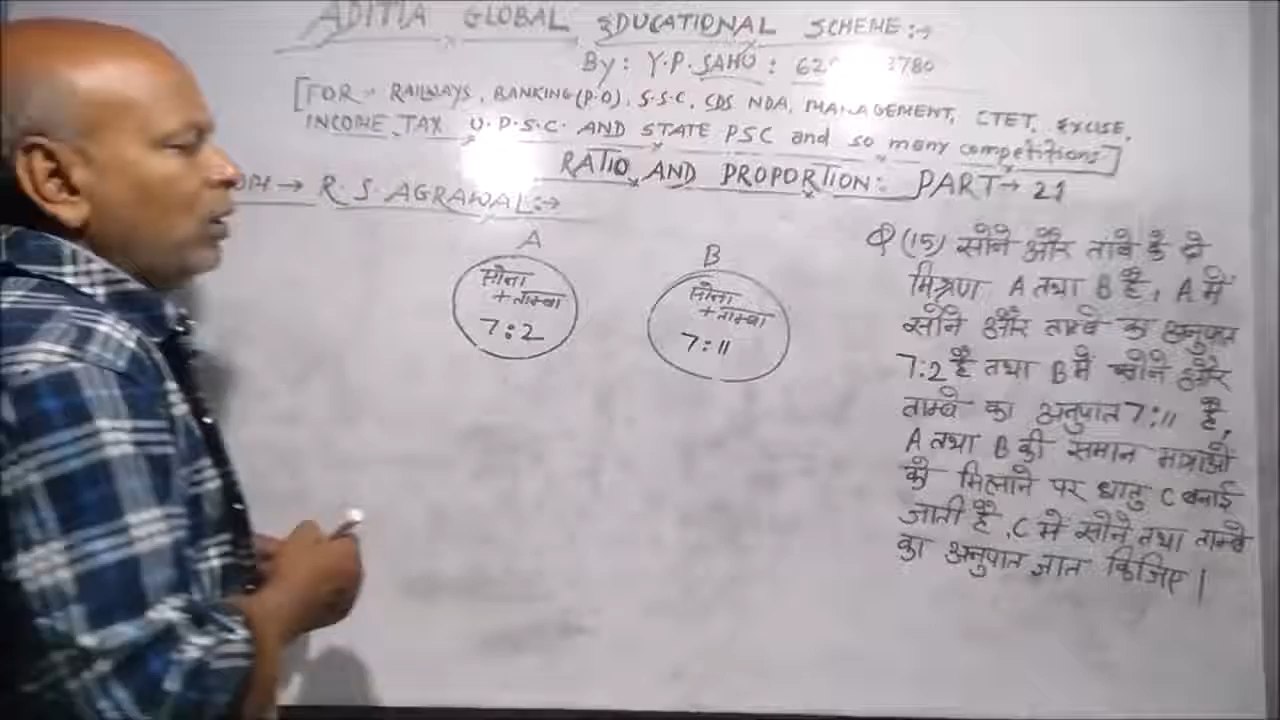 ADITIA GLOBAL EDUCATIONAL SCHEME:→
By: Y.P. SAHU:
[FOR → RAILWAYS, BANKING(P.O), S.S.C, CDS NDA, MANAGEMENT, CTET, EXCISE,
INCOME TAX U.P.S.C. AND STATE PSC and so many competitions]
RATIO AND PROPORTION: PART → 21
→ R.S. AGRAWAL:→
A
सोना
+ताम्बा
7:2
B
सोना
+ताम्बा
7:11
Q(15) सोने और तांबे के दो
मिश्रण A तथा B है, A में
सोने और ताम्बे का अनुपात
7:2 है तथा B में सोने और
ताम्बे का अनुपात 7:11 है,
A तथा B की समान मात्राओं
को मिलाने पर धातु C बनाई
जाती है, C में सोने तथा ताम्बे
का अनुपात ज्ञात किजिए।